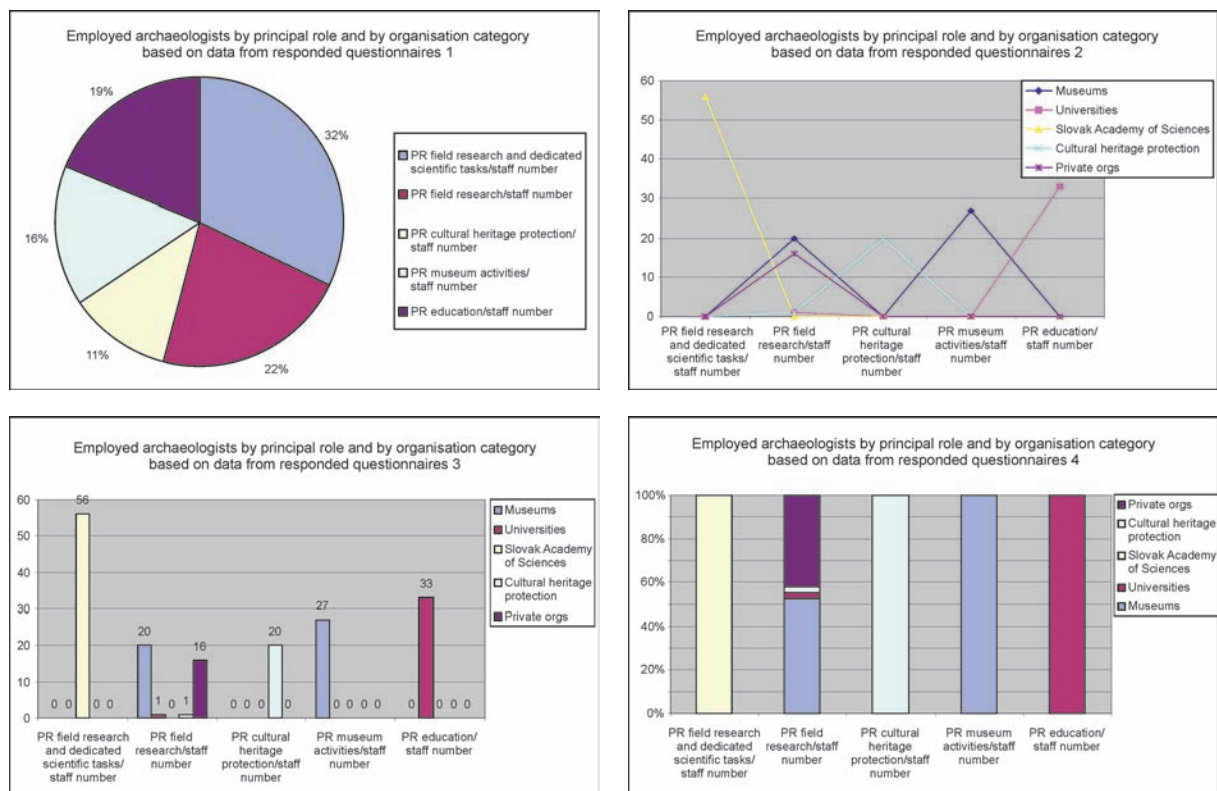 Employed archaeologists by principal role and by organisation category
based on data from responded questionnaires 1
19%
32%
16%
11%
22%
PR field research and dedicated
scientific tasks/staff number
PR field research/staff number
PR cultural heritage protection/
staff number
PR museum activities/
staff number
PR education/staff number
Employed archaeologists by principal role and by organisation category
based on data from responded questionnaires 2
60
50
40
30
20
10
0
Museums
Universities
Slovak Academy of Sciences
Cultural heritage protection
Private orgs
PR field research
and dedicated
scientific tasks/
staff number
PR field
research/staff
number
PR cultural
heritage
protection/staff
number
PR museum
activities/staff
number
PR education/
staff number
Employed archaeologists by principal role and by organisation category
based on data from responded questionnaires 3
60
50
40
30
20
10
0
0 0 56 0 0
20 1 0 1 16
0 0 0 20 0
27 0 0 0 0
0 33 0 0 0
Museums
Universities
Slovak Academy
of Sciences
Cultural heritage
protection
Private orgs
PR field research
and dedicated
scientific tasks/
staff number
PR field
research/staff
number
PR cultural
heritage
protection/staff
number
PR museum
activities/staff
number
PR education/
staff number
Employed archaeologists by principal role and by organisation category
based on data from responded questionnaires 4
100%
80%
60%
40%
20%
0%
Private orgs
Cultural heritage
protection
Slovak Academy
of Sciences
Universities
Museums
PR field research
and dedicated
scientific tasks/
staff number
PR field
research/staff
number
PR cultural
heritage
protection/staff
number
PR museum
activities/staff
number
PR education/
staff number